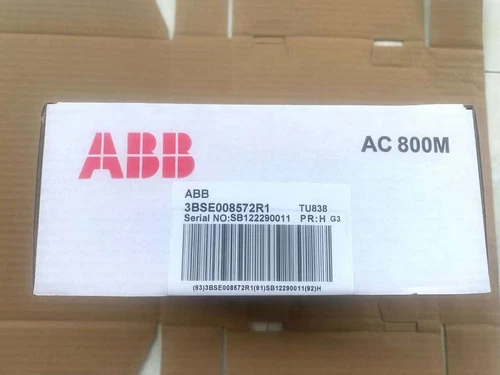 ABB
AC 800M
ABB
3BSE008572R1 TU838
Serial NO:SB122290011 PR:H G3
(93)3BSE008572R1(91)SB12290011(92)H